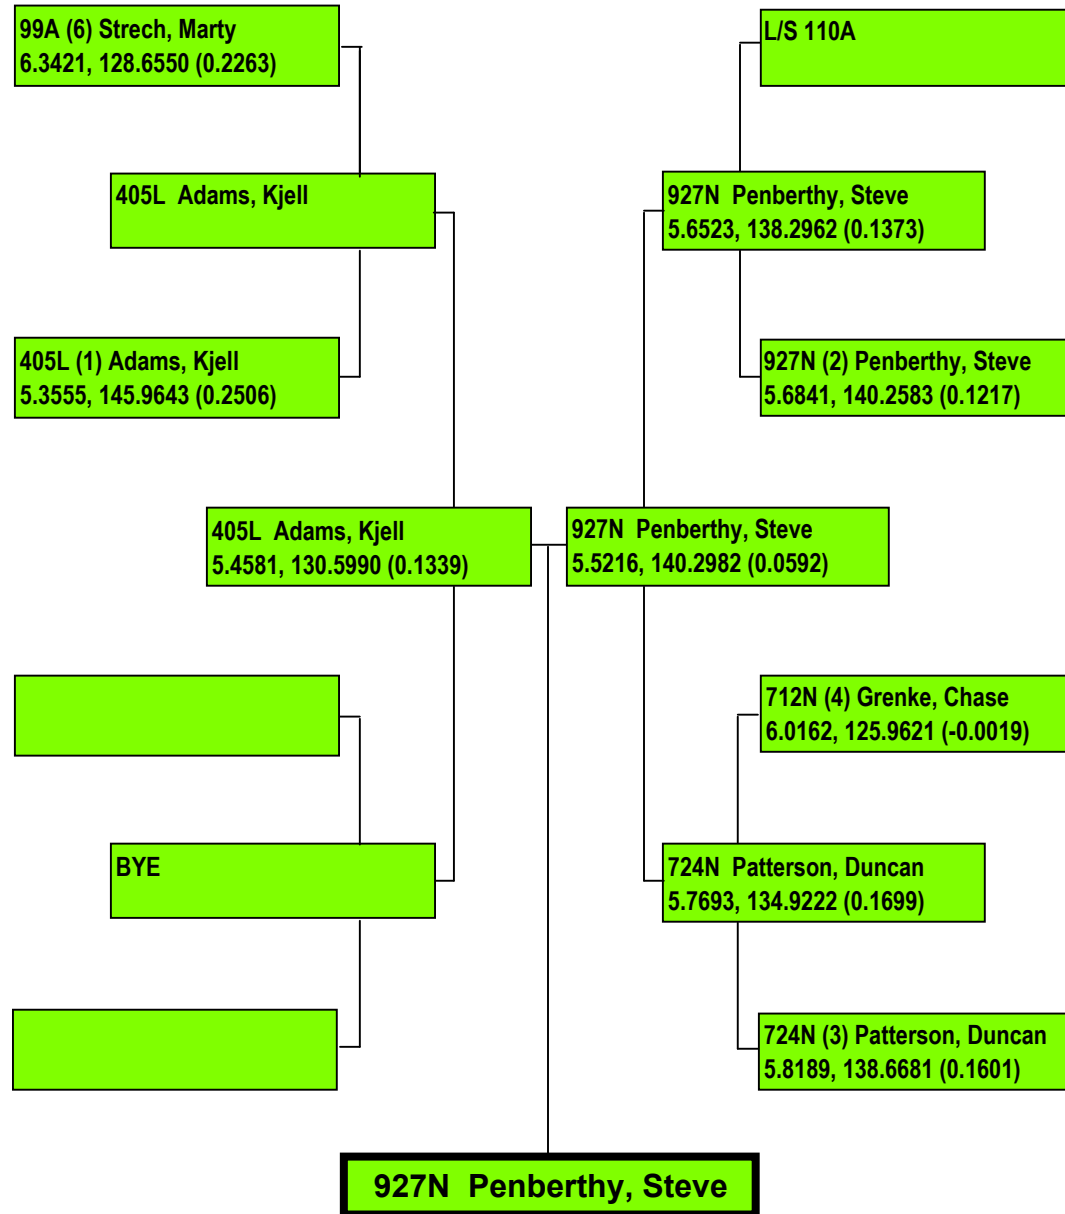 99A (6) Strech, Marty
6.3421, 128.6550 (0.2263)
L/S 110A
405L  Adams, Kjell
927N  Penberthy, Steve
5.6523, 138.2962 (0.1373)
405L (1) Adams, Kjell
5.3555, 145.9643 (0.2506)
927N (2) Penberthy, Steve
5.6841, 140.2583 (0.1217)
405L  Adams, Kjell
5.4581, 130.5990 (0.1339)
927N  Penberthy, Steve
5.5216, 140.2982 (0.0592)
712N (4) Grenke, Chase
6.0162, 125.9621 (-0.0019)
BYE
724N  Patterson, Duncan
5.7693, 134.9222 (0.1699)
724N (3) Patterson, Duncan
5.8189, 138.6681 (0.1601)
927N  Penberthy, Steve